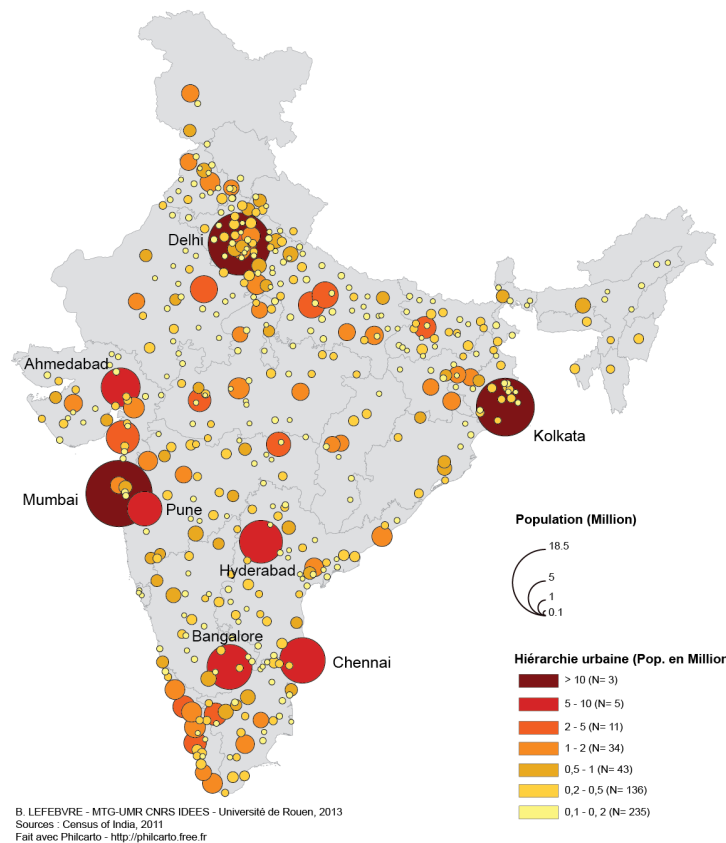 Delhi
Ahmedabad
Kolkata
Mumbai
Pune
Hyderabad
Bangalore
Chennai
Population (Million)
18.5
5
1
0.1
Hiérarchie urbaine (Pop. en Million
> 10 (N= 3)
5 - 10 (N= 5)
2 - 5 (N= 11)
1 - 2 (N= 34)
0,5 - 1 (N= 43)
0,2 - 0,5 (N= 136)
0,1 - 0, 2 (N= 235)
B. LEFEBVRE - MTG-UMR CNRS IDEES - Université de Rouen, 2013
Sources : Census of India, 2011
Fait avec Philcarto - http://philcarto.free.fr